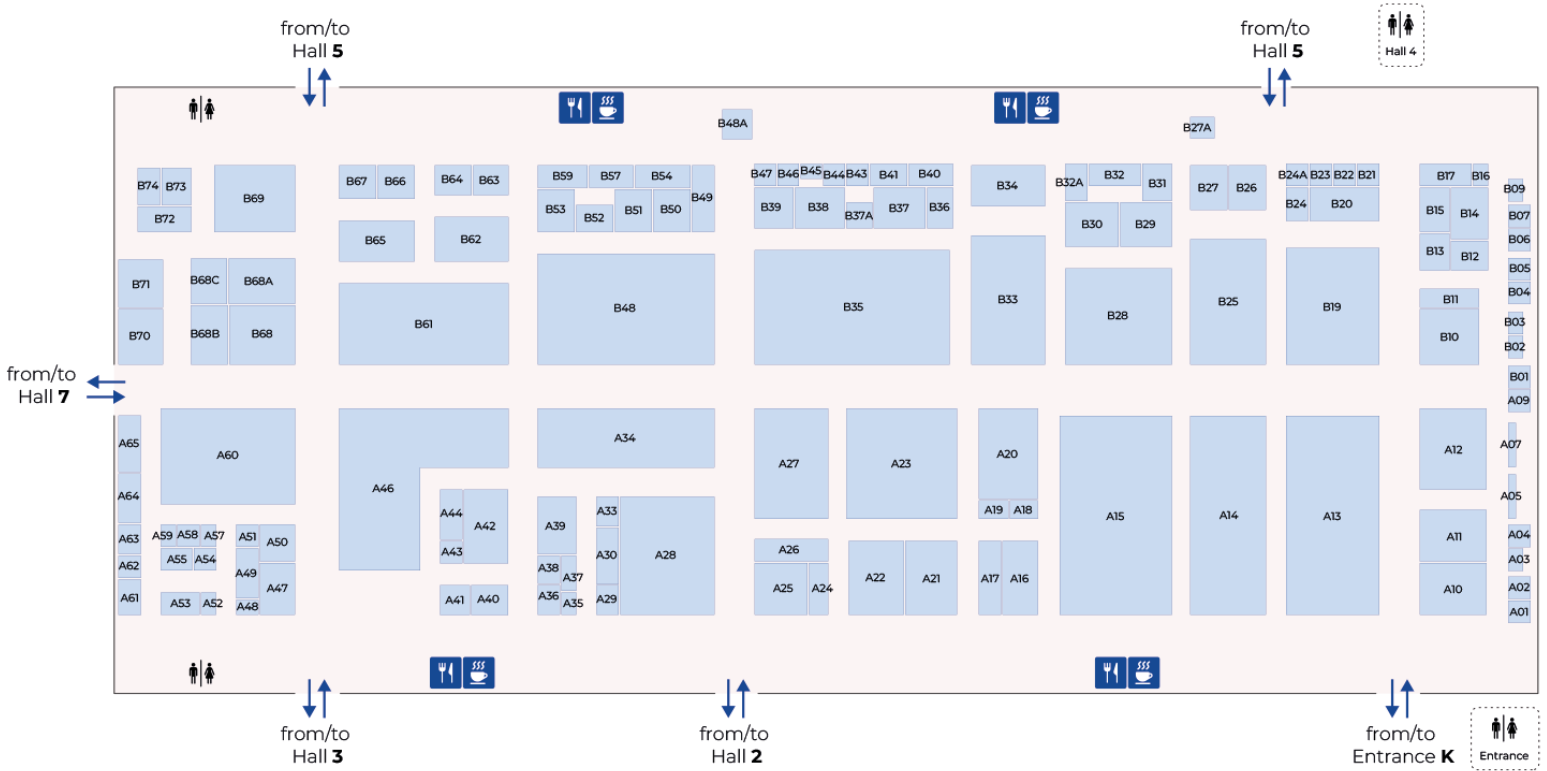 from/to
Hall 5
from/to
Hall 5
Hall 4
B48A
B27A
B74
B73
B72
B69
B67
B66
B64
B63
B65
B62
B59
B57
B54
B49
B53
B52
B51
B50
B47
B46
B45
B44
B43
B41
B40
B39
B38
B37A
B37
B36
B34
B32A
B32
B31
B30
B29
B27
B26
B24A
B23
B22
B21
B24
B20
B17
B16
B15
B14
B13
B12
B09
B07
B06
B05
B04
B03
B02
B01
B71
B70
B68C
B68A
B68B
B68
B61
B48
B35
B33
B28
B25
B19
B11
B10
from/to
Hall 7
A65
A64
A63
A62
A61
A60
A59
A58
A57
A55
A54
A53
A52
A51
A50
A49
A48
A47
A46
A44
A43
A42
A41
A40
A34
A39
A38
A37
A36
A35
A33
A30
A29
A28
A27
A26
A25
A24
A23
A22
A21
A20
A19
A18
A17
A16
A15
A14
A13
A12
A11
A10
A09
A07
A05
A04
A03
A02
A01
from/to
Hall 3
from/to
Hall 2
from/to
Entrance K
Entrance